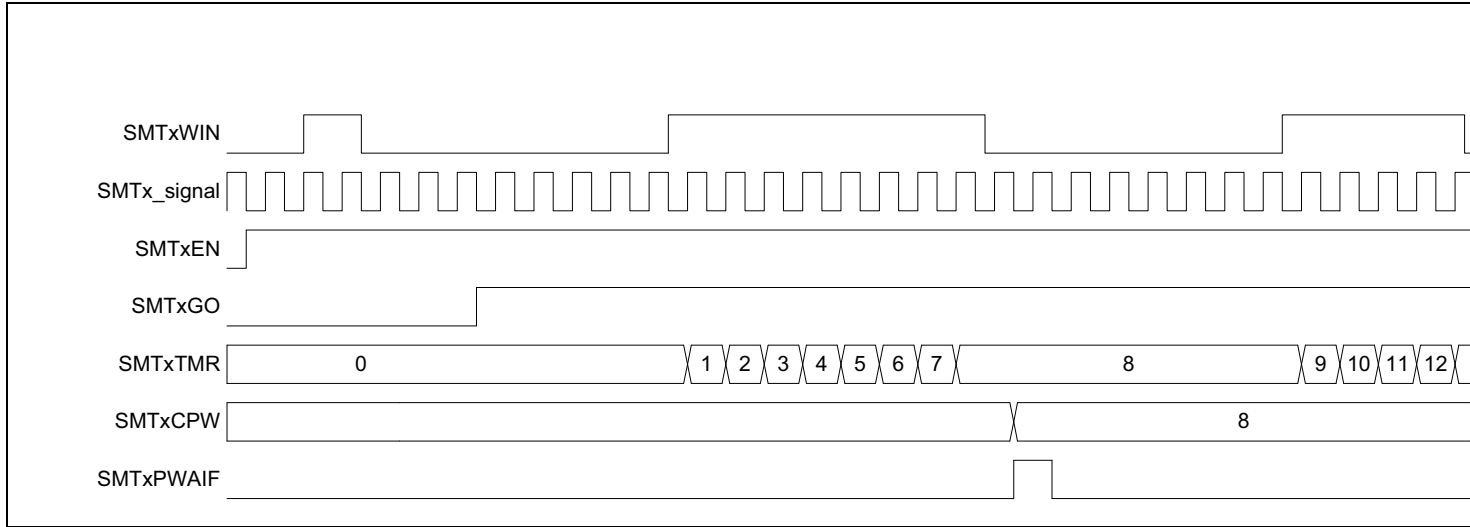 SMTxWIN
SMTx_signal
SMTxEN
SMTxGO
SMTxTMR 0 1 2 3 4 5 6 7 8 9 10 11 12
SMTxCPW 8
SMTxPWAIF